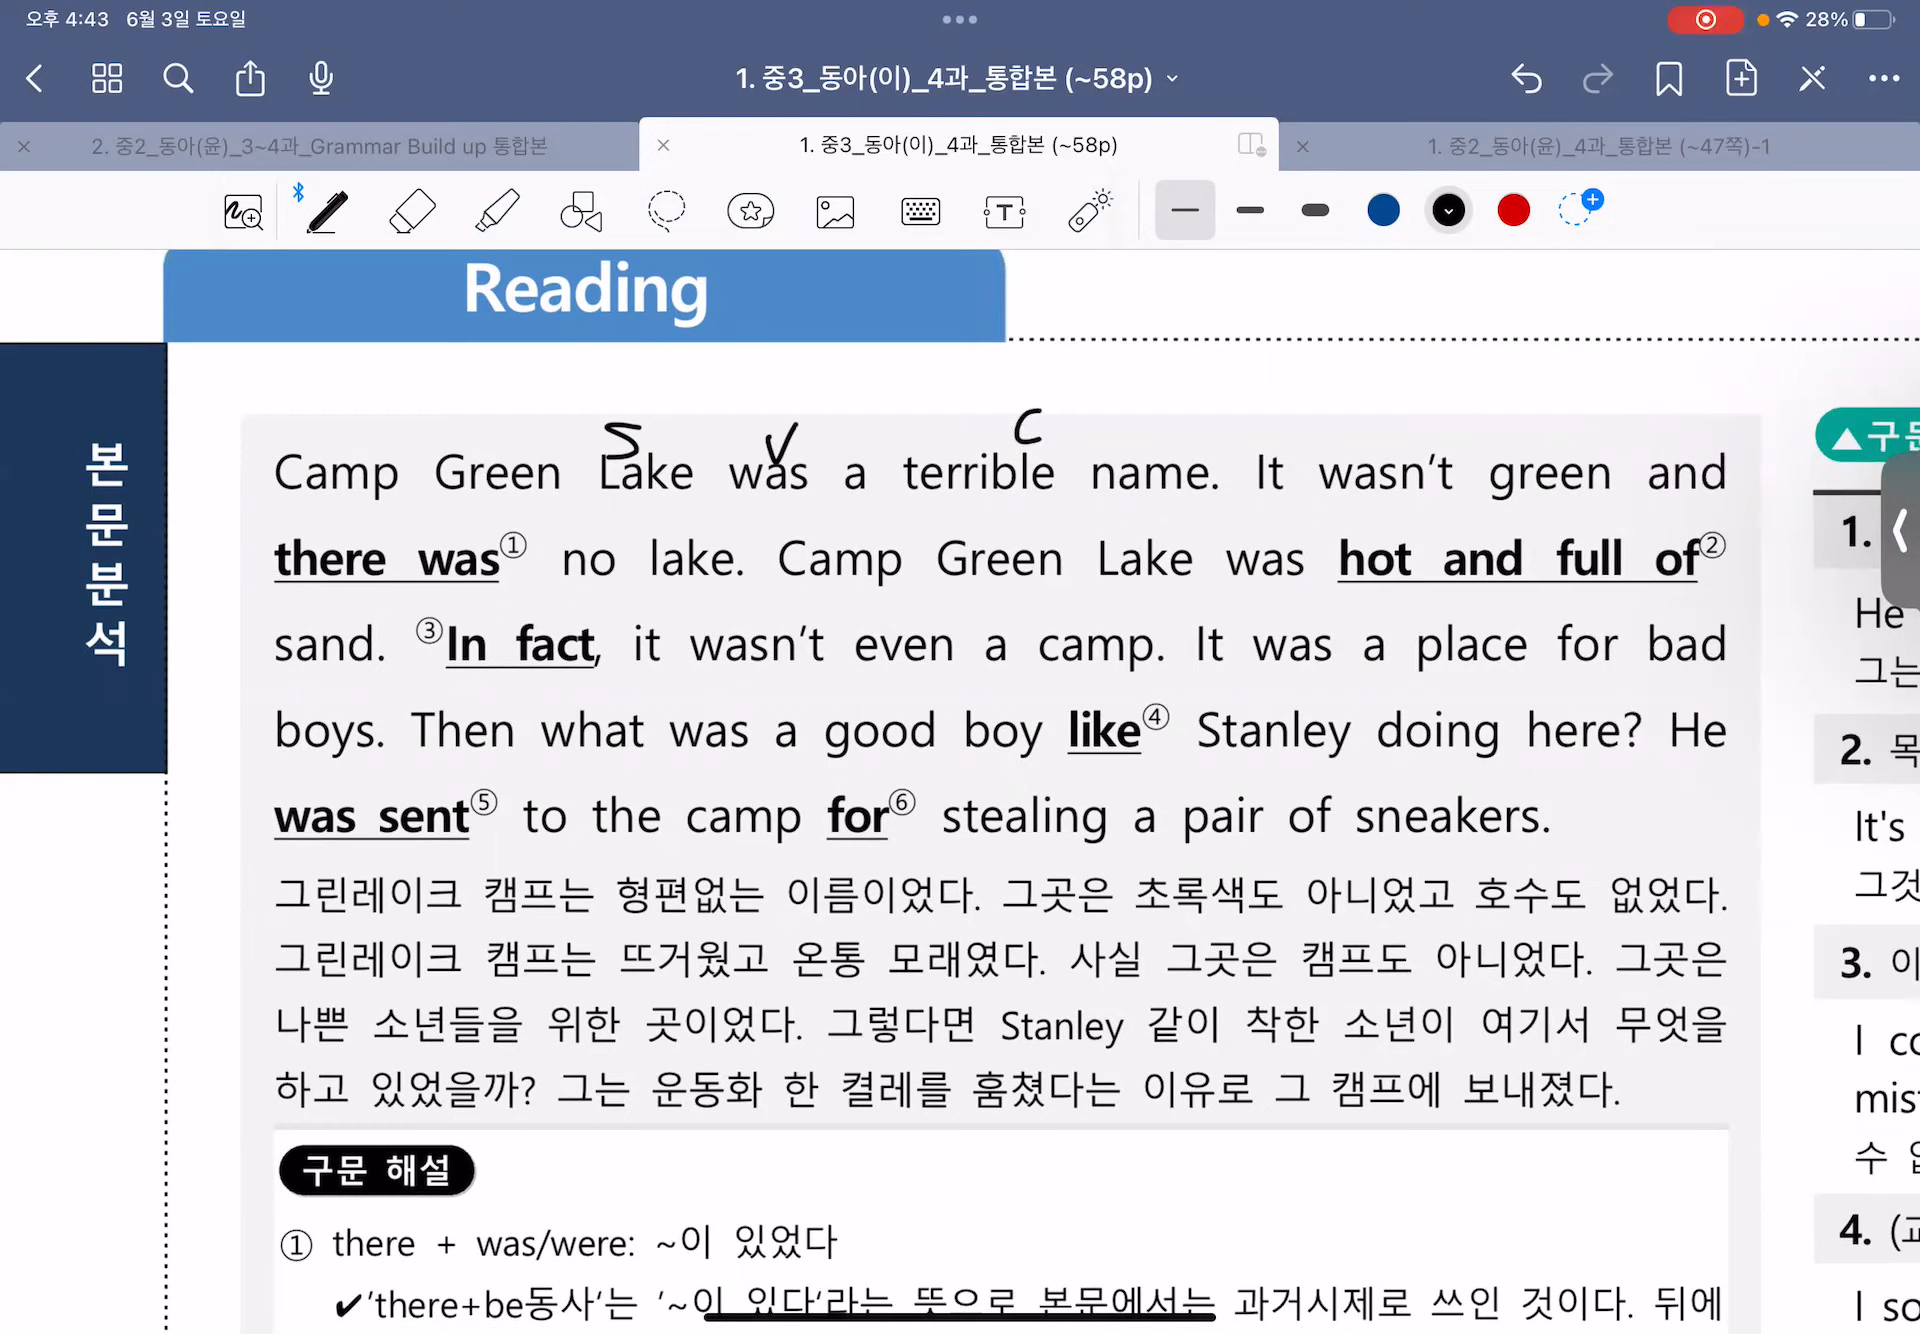 오후 4:43 6월 3일 토요일
28%
1. 중3_동아(이)_4과_통합본 (~58p)
2. 중2_동아(윤)_3~4과_Grammar Build up 통합본
1. 중3_동아(이)_4과_통합본 (~58p)
1. 중2_동아(윤)_4과_통합본 (~47쪽)-1
Reading
본문분석
S V C
Camp Green Lake was a terrible name. It wasn't green and
there was① no lake. Camp Green Lake was hot and full of②
sand. ③In fact, it wasn't even a camp. It was a place for bad
boys. Then what was a good boy like④ Stanley doing here? He
was sent⑤ to the camp for⑥ stealing a pair of sneakers.
그린레이크 캠프는 형편없는 이름이었다. 그곳은 초록색도 아니었고 호수도 없었다.
그린레이크 캠프는 뜨거웠고 온통 모래였다. 사실 그곳은 캠프도 아니었다. 그곳은
나쁜 소년들을 위한 곳이었다. 그렇다면 Stanley 같이 착한 소년이 여기서 무엇을
하고 있었을까? 그는 운동화 한 켤레를 훔쳤다는 이유로 그 캠프에 보내졌다.
구문 해설
① there + was/were: ~이 있었다
✔'there+be동사'는 '~이 있다'라는 뜻으로 본문에서는 과거시제로 쓰인 것이다. 뒤에
▲구문
1.
He
그는
2. 목
It's
그것
3. 이
I co
mis
수
4. (교
I so